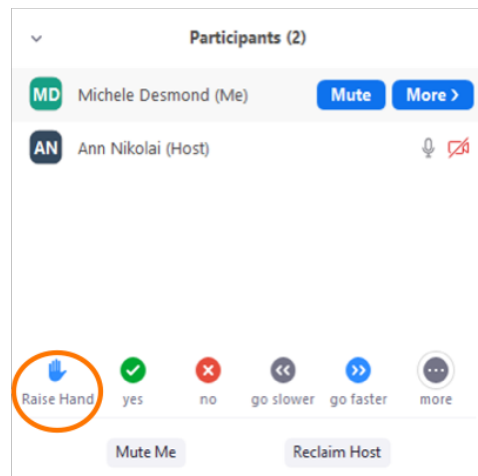 Participants (2)
MD Michele Desmond (Me) Mute More >
AN Ann Nikolai (Host)
Raise Hand yes no go slower go faster more
Mute Me Reclaim Host